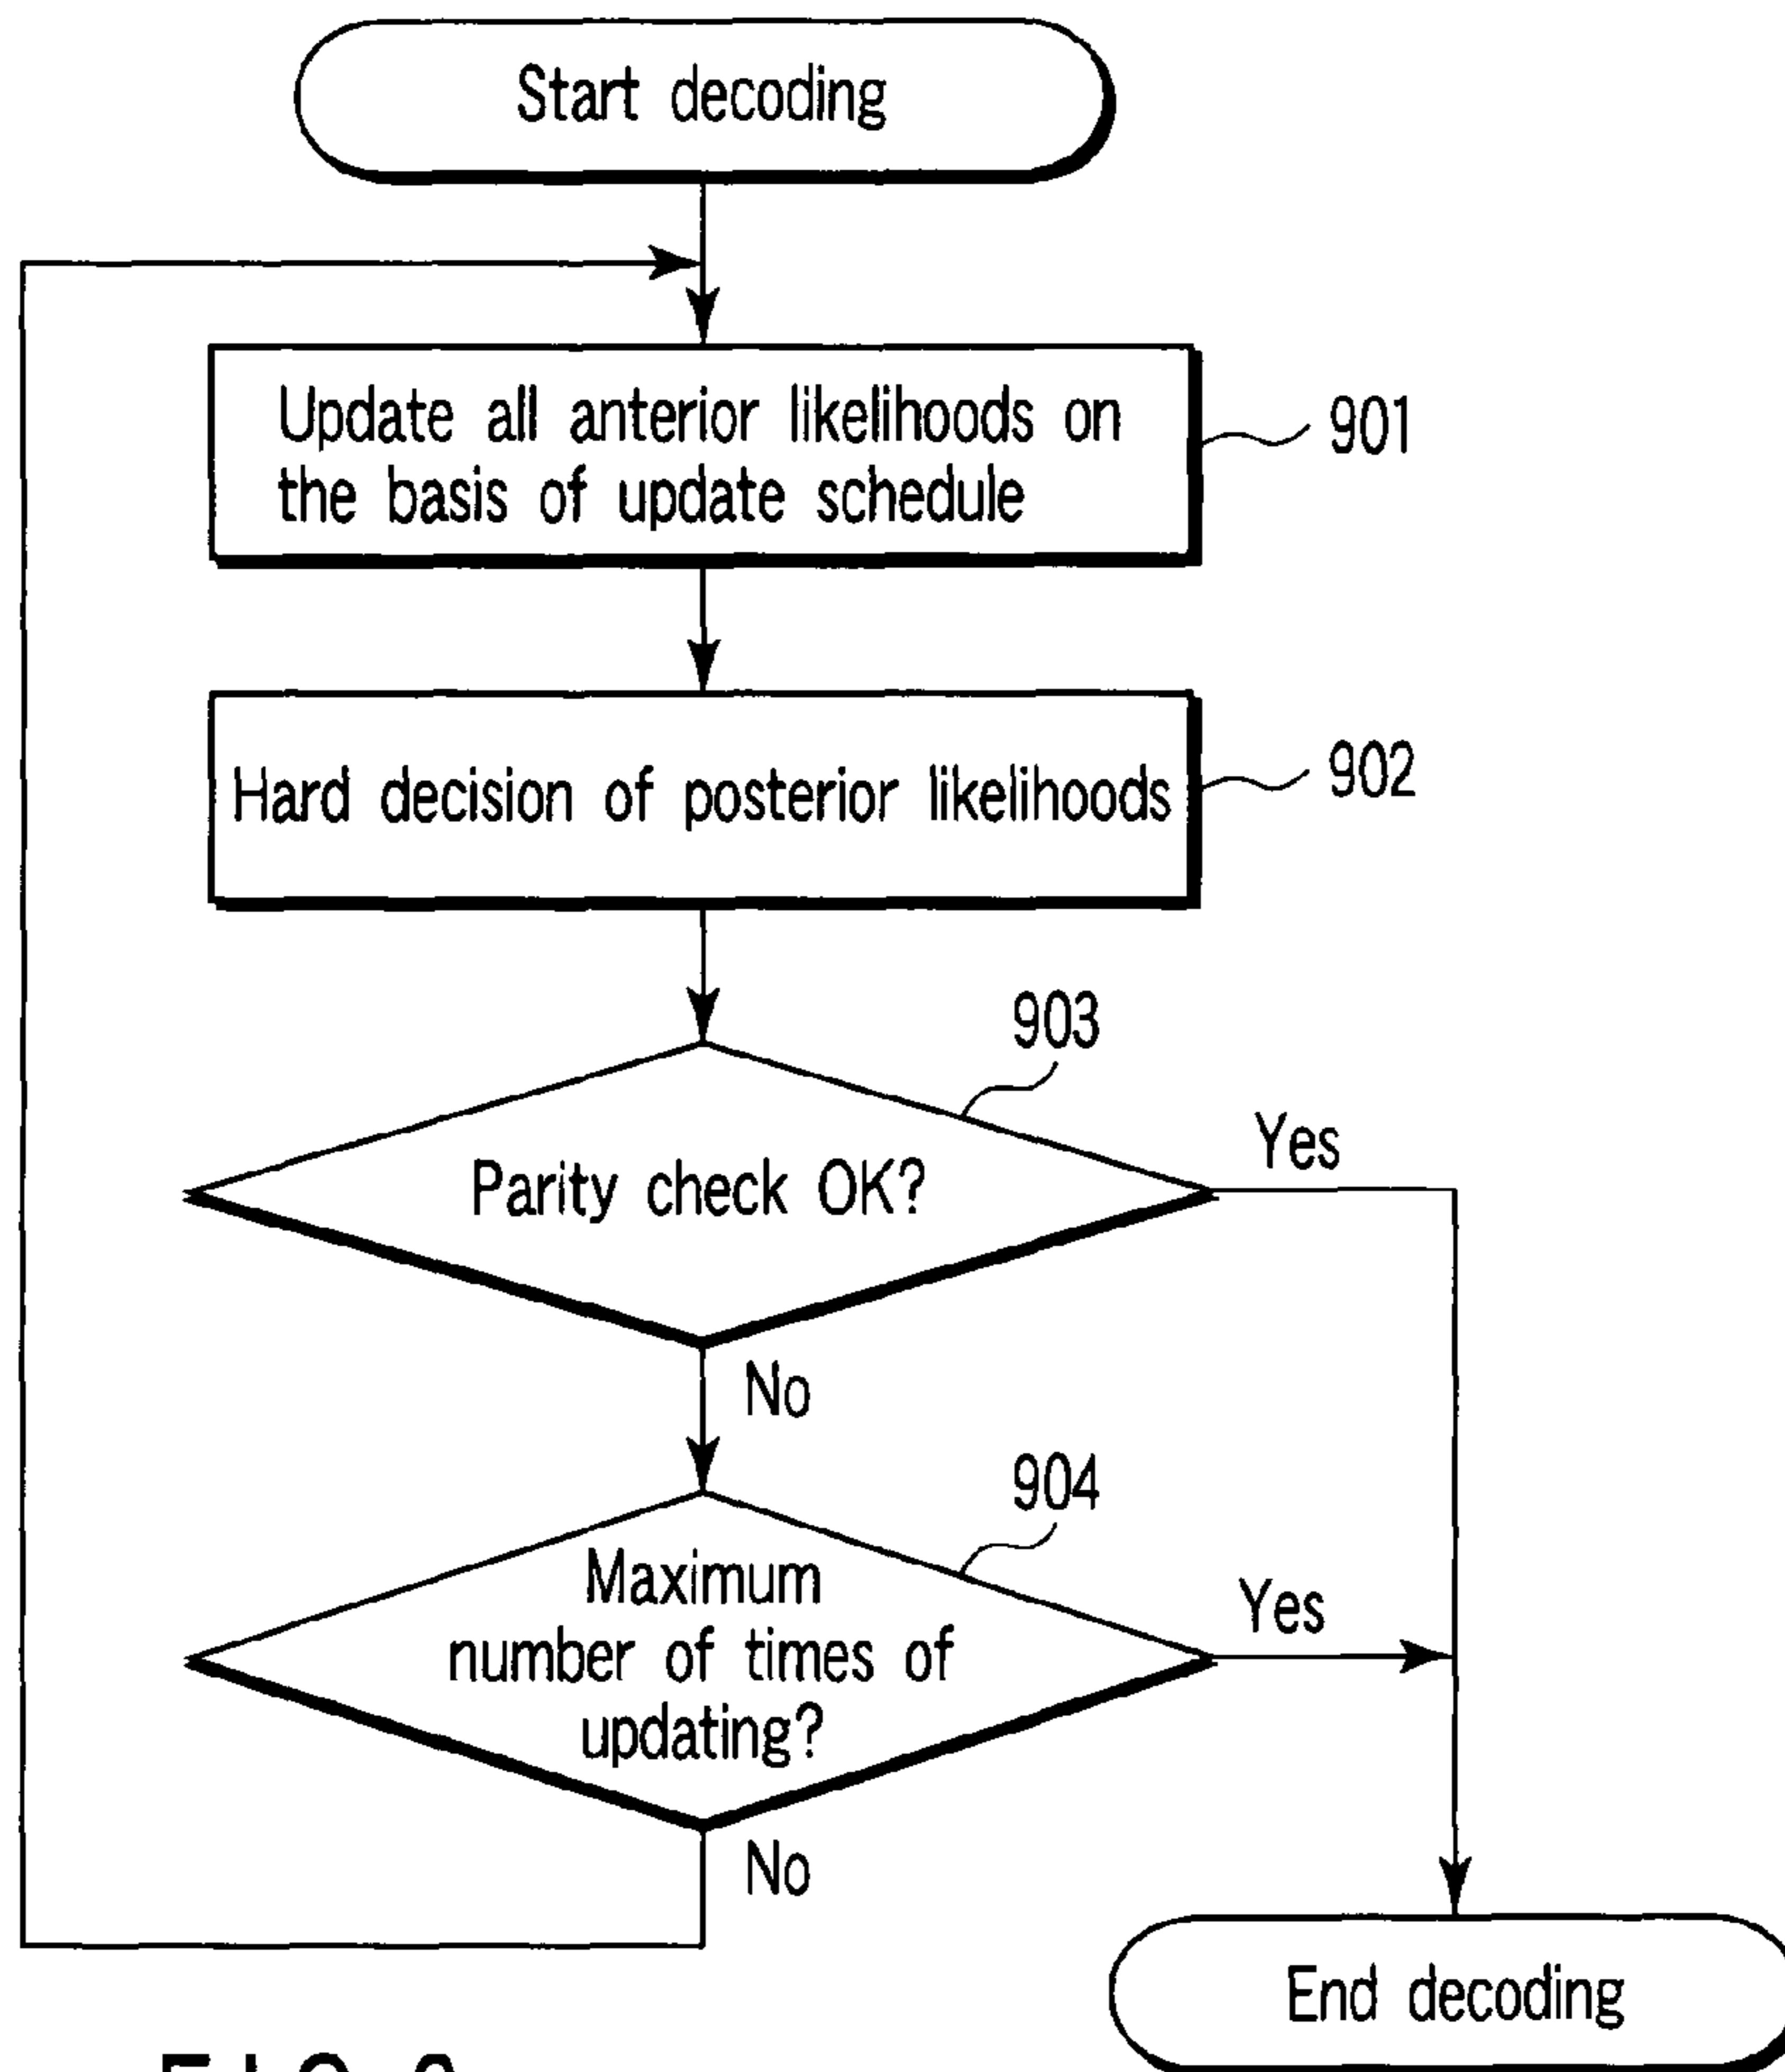 Start decoding
Update all anterior likelihoods on
the basis of update schedule
901
Hard decision of posterior likelihoods
902
903
Parity check OK?
Yes
No
904
Maximum
number of times of
updating?
Yes
No
End decoding